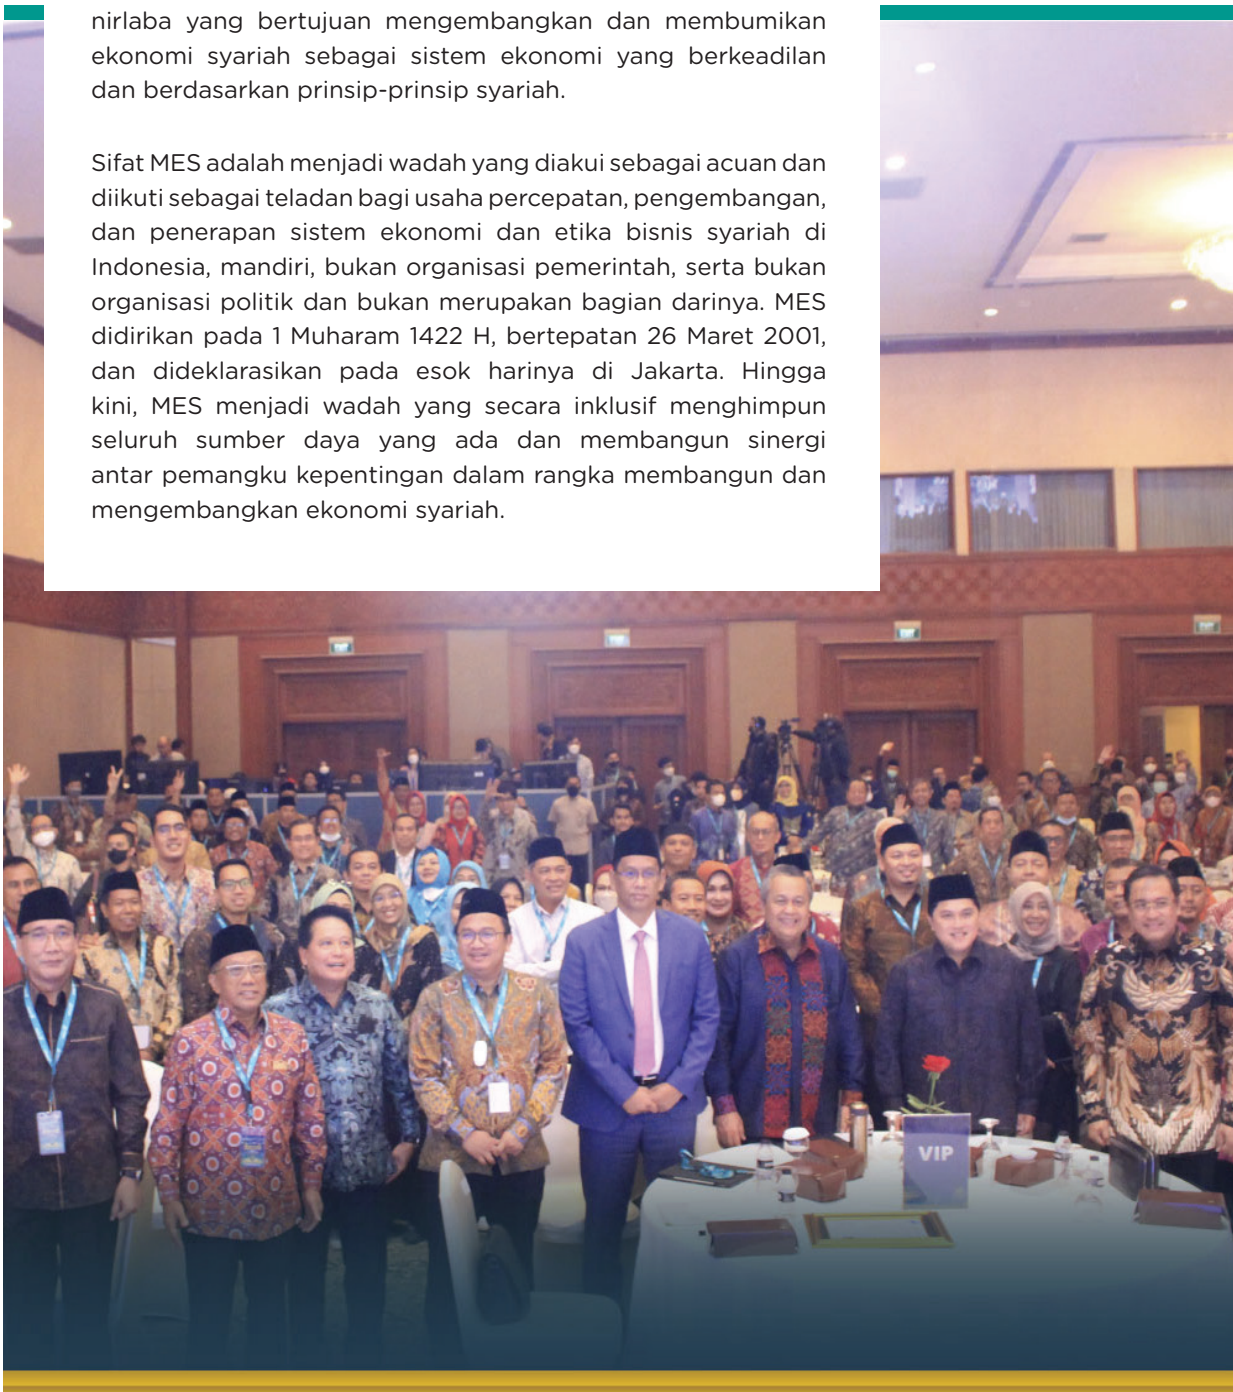 nirlaba yang bertujuan mengembangkan dan membumikan
ekonomi syariah sebagai sistem ekonomi yang berkeadilan
dan berdasarkan prinsip-prinsip syariah.
Sifat MES adalah menjadi wadah yang diakui sebagai acuan dan
diikuti sebagai teladan bagi usaha percepatan, pengembangan,
dan penerapan sistem ekonomi dan etika bisnis syariah di
Indonesia, mandiri, bukan organisasi pemerintah, serta bukan
organisasi politik dan bukan merupakan bagian darinya. MES
didirikan pada 1 Muharam 1422 H, bertepatan 26 Maret 2001,
dan dideklarasikan pada esok harinya di Jakarta. Hingga
kini, MES menjadi wadah yang secara inklusif menghimpun
seluruh sumber daya yang ada dan membangun sinergi
antar pemangku kepentingan dalam rangka membangun dan
mengembangkan ekonomi syariah.
VIP